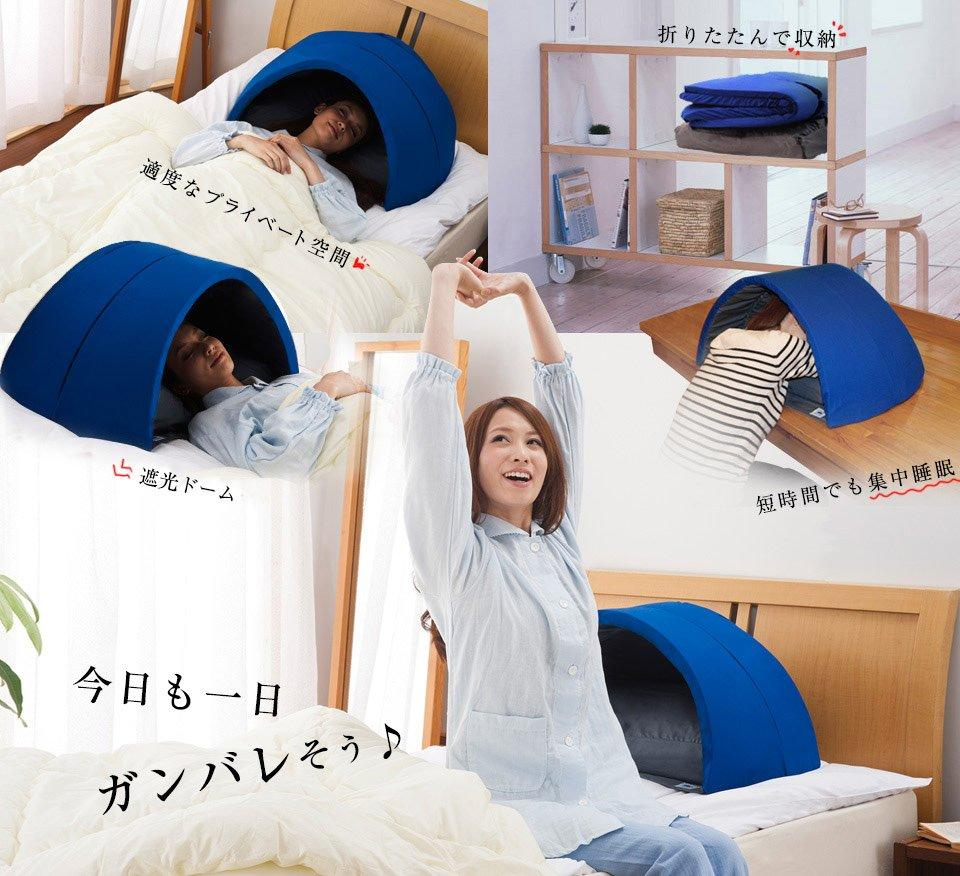 折りたたんで収納
適度なプライベート空間
遮光ドーム
短時間でも集中睡眠
今日も一日
ガンバレそぅ♪